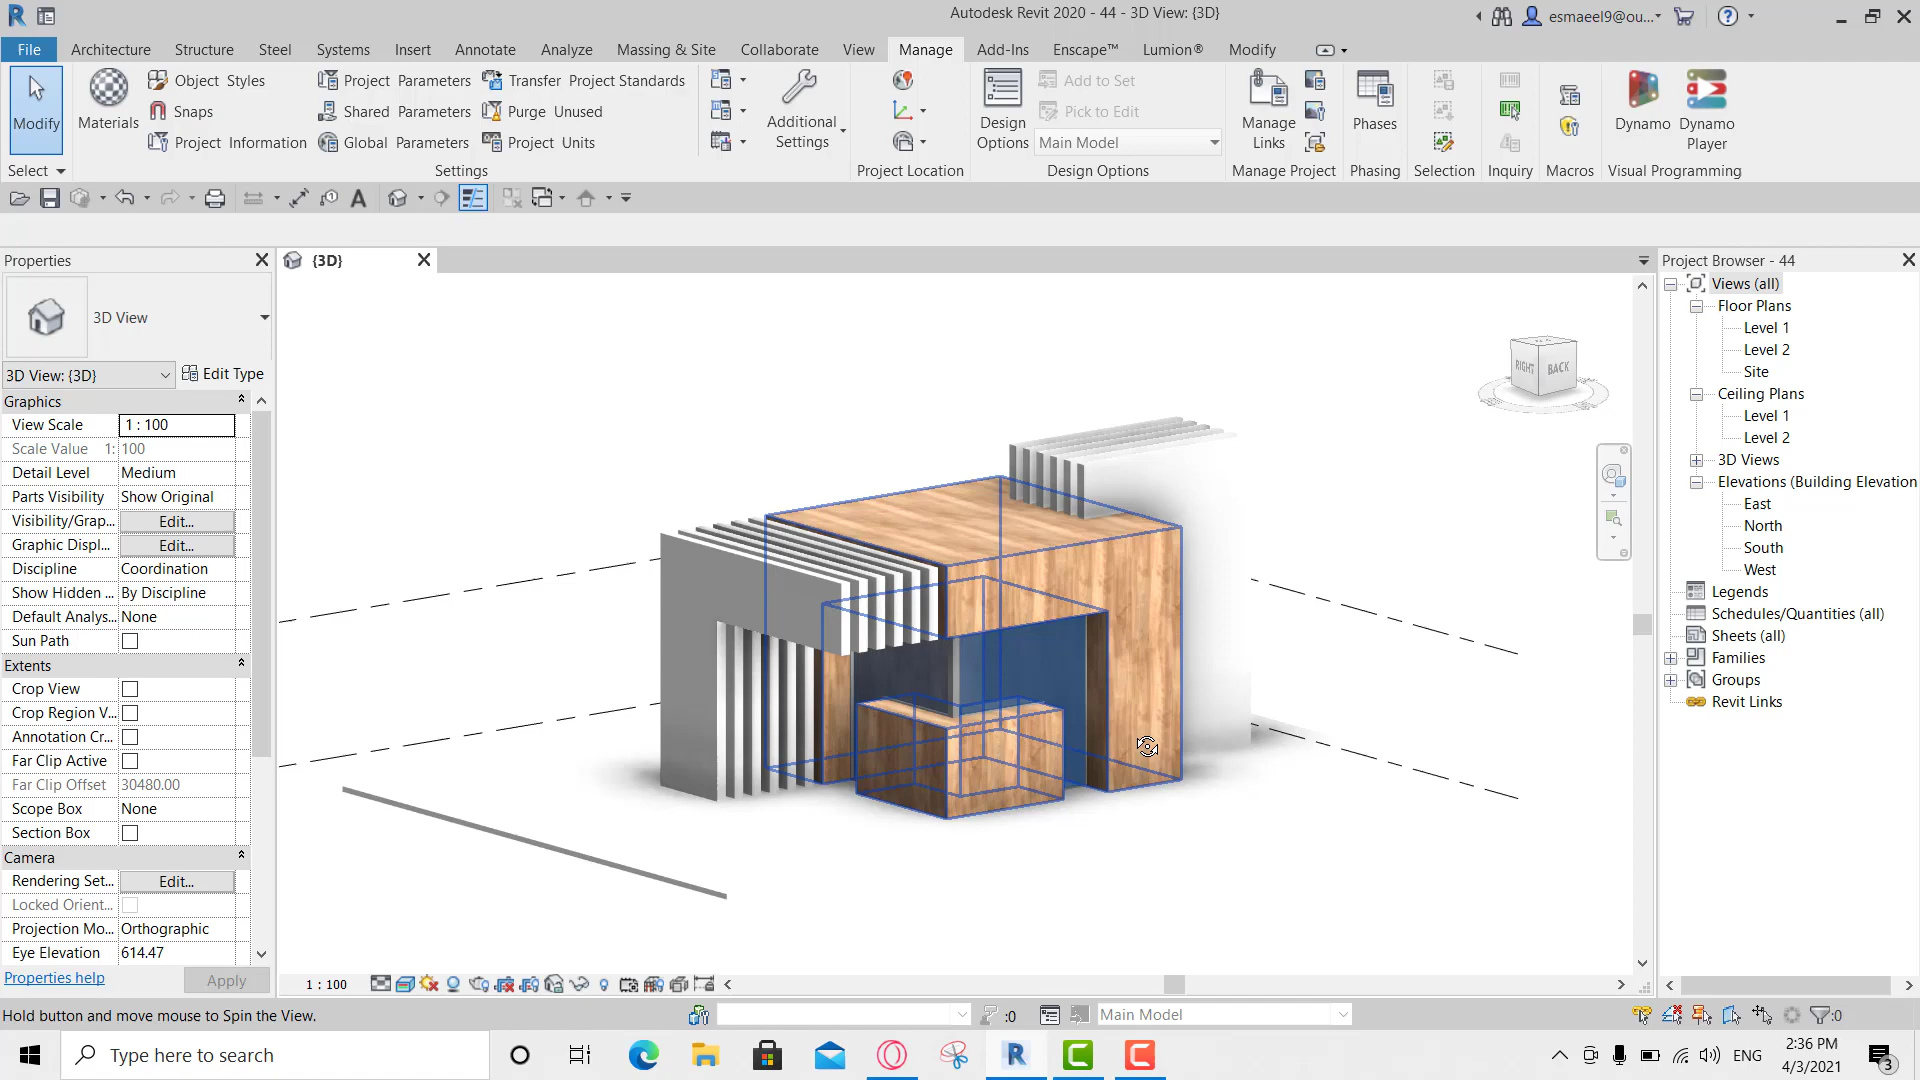 Autodesk Revit 2020 - 44 - 3D View: {3D}
esmaeel9@ou...
File Architecture Structure Steel Systems Insert Annotate Analyze Massing & Site Collaborate View Manage Add-Ins Enscape™ Lumion® Modify
Modify
Materials
Object Styles
Snaps
Project Information
Project Parameters
Shared Parameters
Global Parameters
Transfer Project Standards
Purge Unused
Project Units
Additional
Settings
Design
Options
Add to Set
Pick to Edit
Main Model
Manage
Links
Phases
Dynamo
Dynamo
Player
Select Settings Project Location Design Options Manage Project Phasing Selection Inquiry Macros Visual Programming
Properties
3D View
3D View: {3D}
Edit Type
Graphics
View Scale 1 : 100
Scale Value 1: 100
Detail Level Medium
Parts Visibility Show Original
Visibility/Grap... Edit...
Graphic Displ... Edit...
Discipline Coordination
Show Hidden ... By Discipline
Default Analys... None
Sun Path
Extents
Crop View
Crop Region V...
Annotation Cr...
Far Clip Active
Far Clip Offset 30480.00
Scope Box None
Section Box
Camera
Rendering Set... Edit...
Locked Orient...
Projection Mo... Orthographic
Eye Elevation 614.47
Properties help
Apply
{3D}
RIGHT BACK
1 : 100
Project Browser - 44
Views (all)
Floor Plans
Level 1
Level 2
Site
Ceiling Plans
Level 1
Level 2
3D Views
Elevations (Building Elevation
East
North
South
West
Legends
Schedules/Quantities (all)
Sheets (all)
Families
Groups
Revit Links
Hold button and move mouse to Spin the View.
:0
Main Model
:0
Type here to search
ENG
2:36 PM
4/3/2021
3